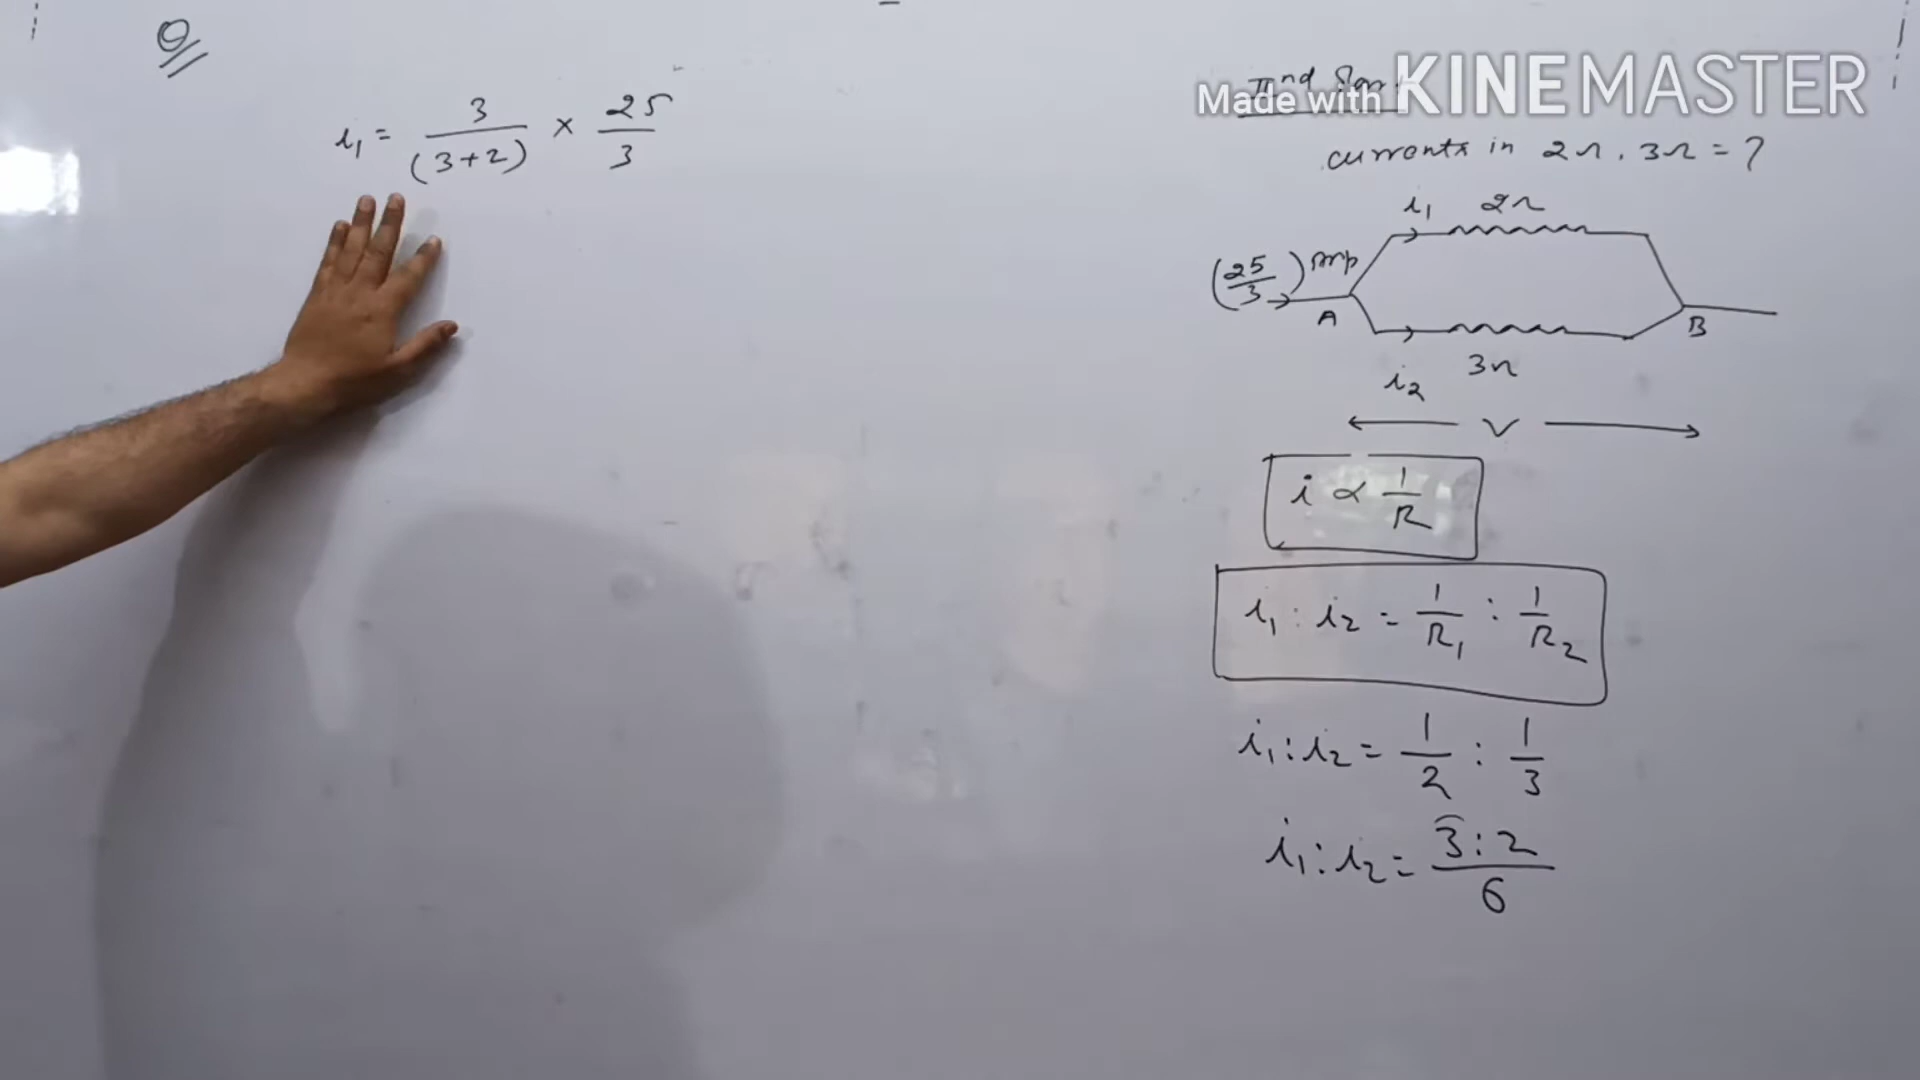 Q
i₁ = 3/(3+2) × 25/3
IInd
Made with KINEMASTER
currents in 2Ω, 3Ω = ?
i₁ 2Ω
(25/3) Amp
A
B
3Ω
i₂
V
i ∝ 1/R
i₁ : i₂ = 1/R₁ : 1/R₂
i₁ : i₂ = 1/2 : 1/3
i₁ : i₂ = 3 : 2/6